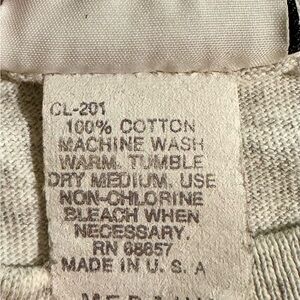 CL-201
100% COTTON
MACHINE WASH
WARM. TUMBLE
DRY MEDIUM. USE
NON-CHLORINE
BLEACH WHEN
NECESSARY.
RN 68857
MADE IN U. S. A